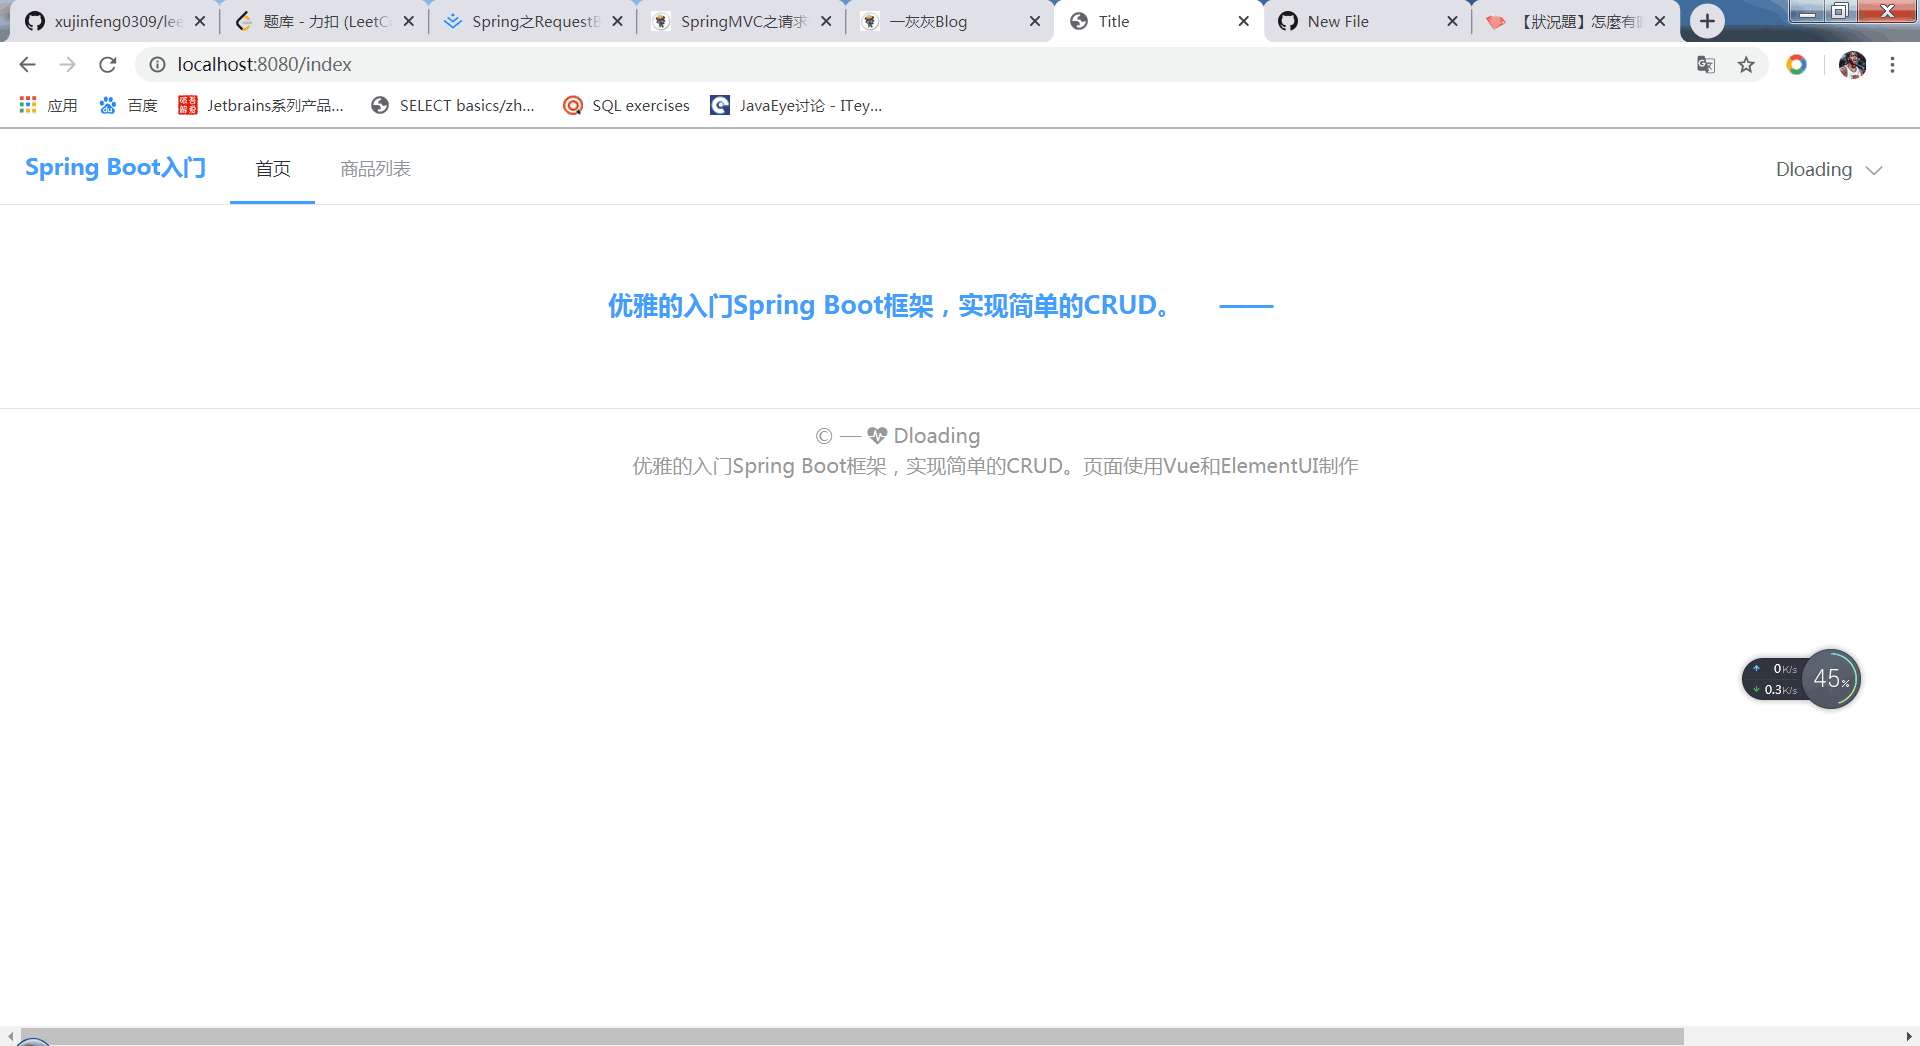 xujinfeng0309/lee
题库 - 力扣 (LeetC
Spring之RequestB
SpringMVC之请求
一灰灰Blog
Title
New File
【狀況題】怎麼有
localhost:8080/index
应用
百度
Jetbrains系列产品...
SELECT basics/zh...
SQL exercises
JavaEye讨论 - ITey...
Spring Boot入门
首页
商品列表
Dloading
优雅的入门Spring Boot框架，实现简单的CRUD。 ——
© — Dloading
优雅的入门Spring Boot框架，实现简单的CRUD。页面使用Vue和ElementUI制作
0K/s
0.3K/s
45%